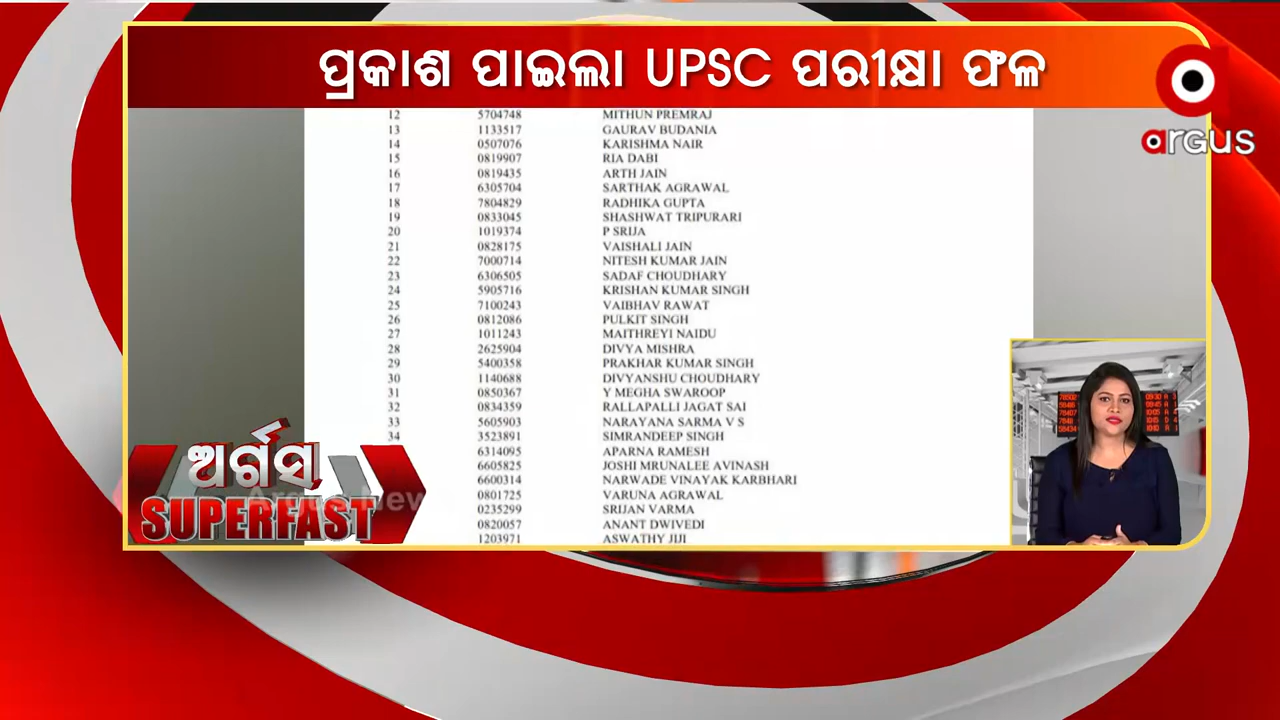 ପ୍ରକାଶ ପାଇଲା UPSC ପରୀକ୍ଷା ଫଳ
argus
12 5704748 MITHUN PREMRAJ
13 1133517 GAURAV BUDANIA
14 0507076 KARISHMA NAIR
15 0819907 RIA DABI
16 0819435 ARTH JAIN
17 6305704 SARTHAK AGRAWAL
18 7804829 RADHIKA GUPTA
19 0833045 SHASHWAT TRIPURARI
20 1019374 P SRIJA
21 0828175 VAISHALI JAIN
22 7000714 NITESH KUMAR JAIN
23 6306505 SADAF CHOUDHARY
24 5905716 KRISHAN KUMAR SINGH
25 7100243 VAIBHAV RAWAT
26 0812086 PULKIT SINGH
27 1011243 MAITHREYI NAIDU
28 2625904 DIVYA MISHRA
29 5400358 PRAKHAR KUMAR SINGH
30 1140688 DIVYANSHU CHOUDHARY
31 0850367 Y MEGHA SWAROOP
32 0834359 RALLAPALLI JAGAT SAI
33 5605903 NARAYANA SARMA V S
34 3523891 SIMRANDEEP SINGH
6314095 APARNA RAMESH
6605825 JOSHI MRUNALEE AVINASH
6600314 NARWADE VINAYAK KARBHARI
0801725 VARUNA AGRAWAL
0235299 SRIJAN VARMA
0820057 ANANT DWIVEDI
1203971 ASWATHY JIJI
ଅର୍ଗସ
SUPERFAST
Argus News